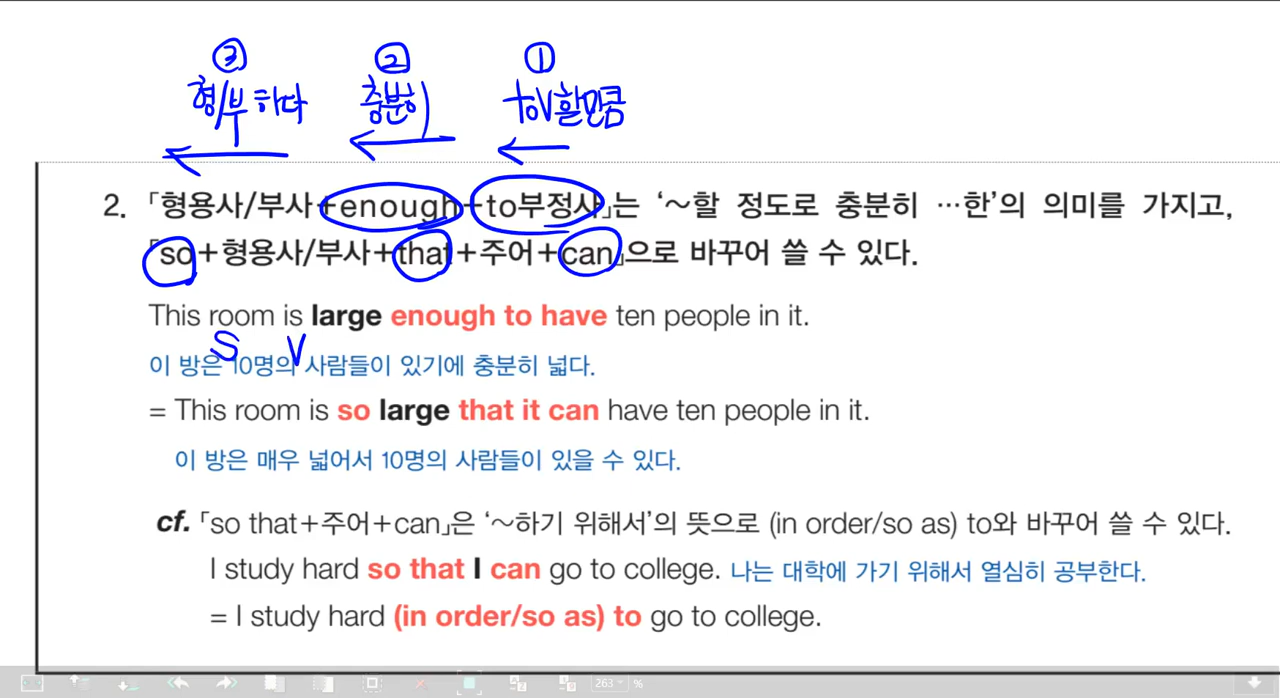 ③ ② ①
형/부 하다 충분히 toV할만큼
2. 「형용사/부사+enough+to부정사」는 ‘~할 정도로 충분히 …한’의 의미를 가지고,
「so+형용사/부사+that+주어+can」으로 바꾸어 쓸 수 있다.
This room is large enough to have ten people in it.
S V
이 방은 10명의 사람들이 있기에 충분히 넓다.
= This room is so large that it can have ten people in it.
이 방은 매우 넓어서 10명의 사람들이 있을 수 있다.
cf. 「so that+주어+can」은 ‘~하기 위해서’의 뜻으로 (in order/so as) to와 바꾸어 쓸 수 있다.
I study hard so that I can go to college. 나는 대학에 가기 위해서 열심히 공부한다.
= I study hard (in order/so as) to go to college.
263 %